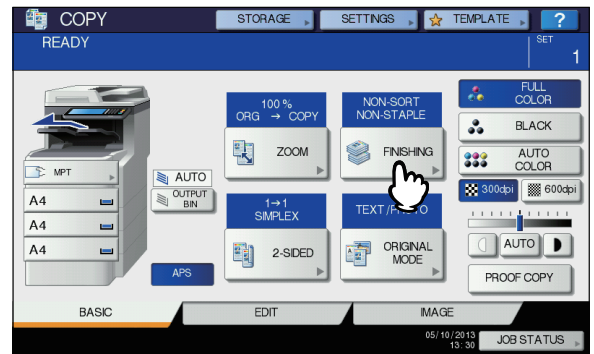 COPY
STORAGE
SETTINGS
TEMPLATE
?
READY
SET
1
100 %
ORG → COPY
ZOOM
NON-SORT
NON-STAPLE
FINISHING
FULL
COLOR
BLACK
AUTO
COLOR
300dpi
600dpi
MPT
A4
A4
A4
AUTO
OUTPUT
BIN
APS
1→1
SIMPLEX
2-SIDED
TEXT/PHOTO
ORIGINAL
MODE
AUTO
PROOF COPY
BASIC
EDIT
IMAGE
05/10/2013
13:30
JOB STATUS